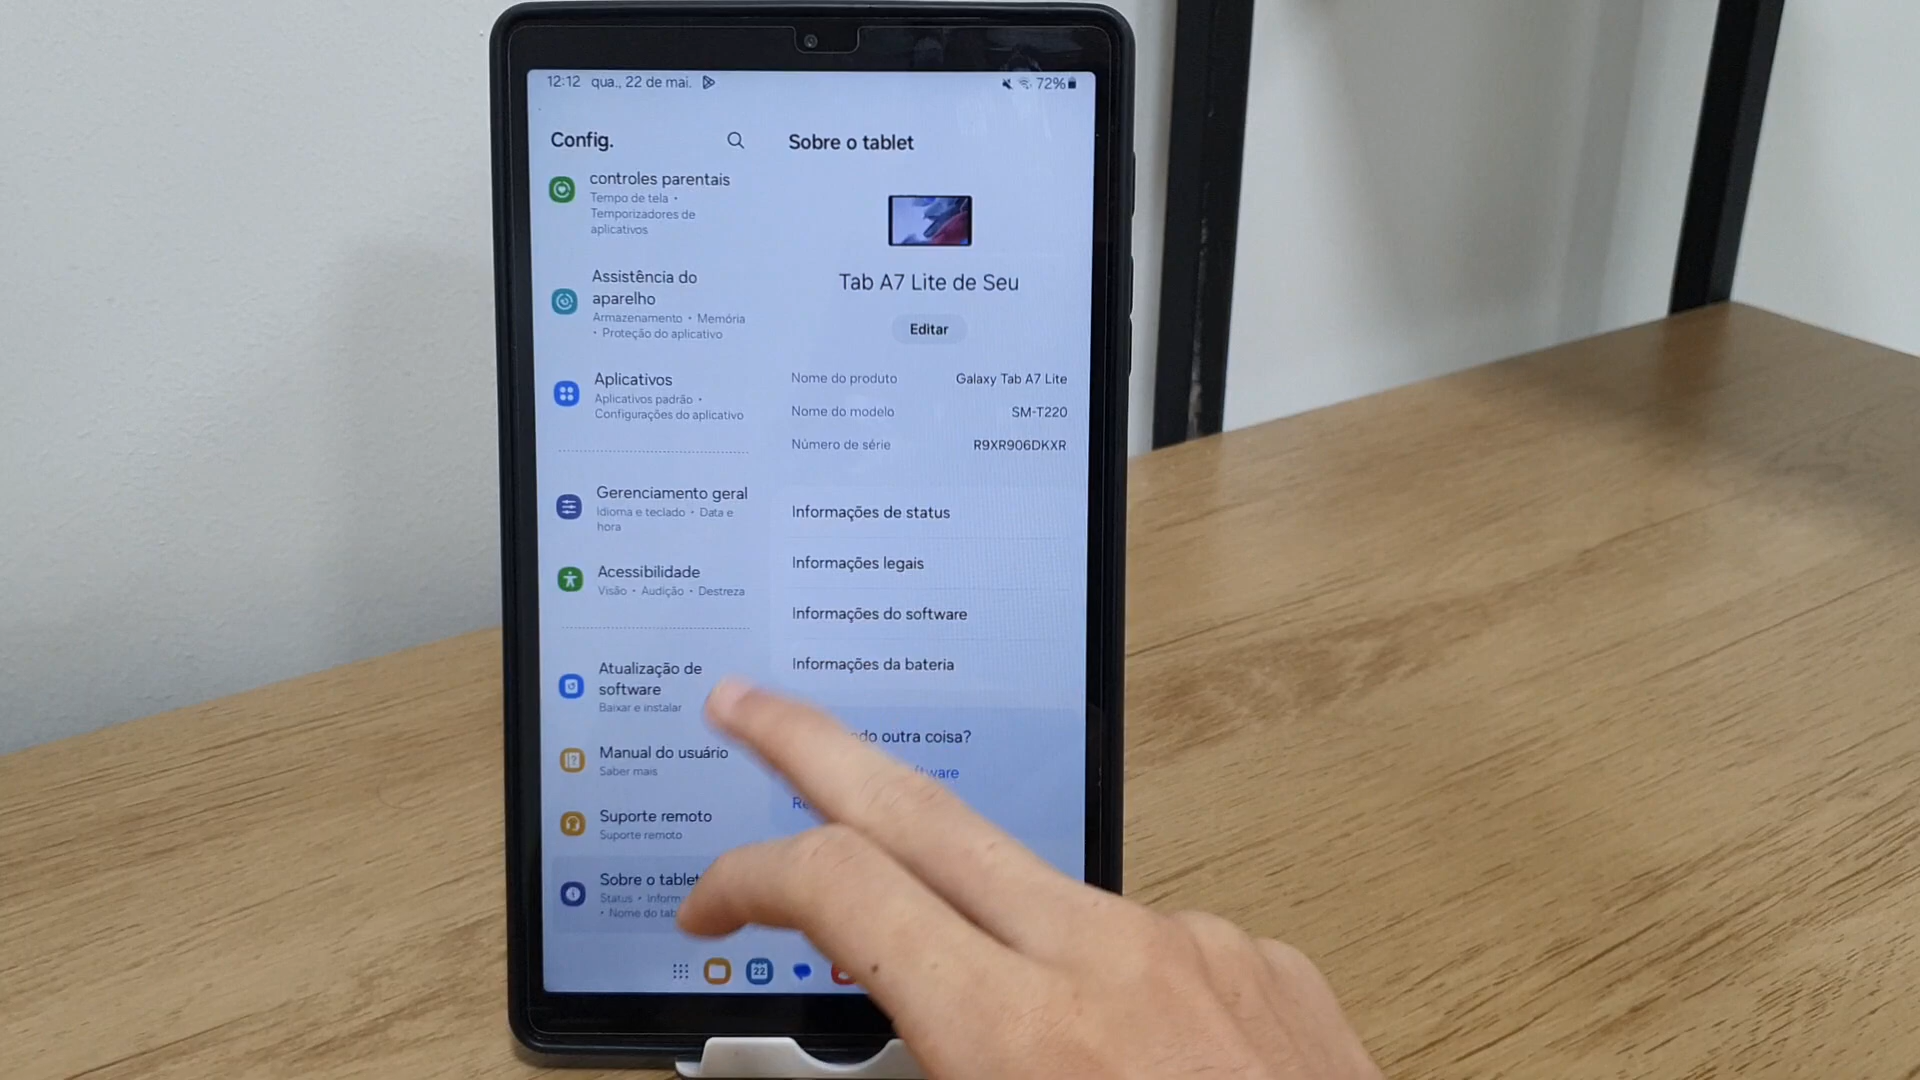 12:12 qua., 22 de mai.
72%
Config.
controles parentais
Tempo de tela •
Temporizadores de
aplicativos
Assistência do
aparelho
Armazenamento • Memória
• Proteção do aplicativo
Aplicativos
Aplicativos padrão •
Configurações do aplicativo
Gerenciamento geral
Idioma e teclado • Data e
hora
Acessibilidade
Visão • Audição • Destreza
Atualização de
software
Baixar e instalar
Manual do usuário
Saber mais
Suporte remoto
Suporte remoto
Sobre o tablet
Status •
• Nome do
22
Sobre o tablet
Tab A7 Lite de Seu
Editar
Nome do produto Galaxy Tab A7 Lite
Nome do modelo SM-T220
Número de série R9XR906DKXR
Informações de status
Informações legais
Informações do software
Informações da bateria
outra coisa?